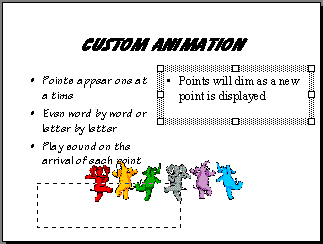 CUSTOM ANIMATION
• Points appear one at
a time
• Even word by word or
letter by letter
• Play sound on the
arrival of each point
• Points will dim as a new
point is displayed